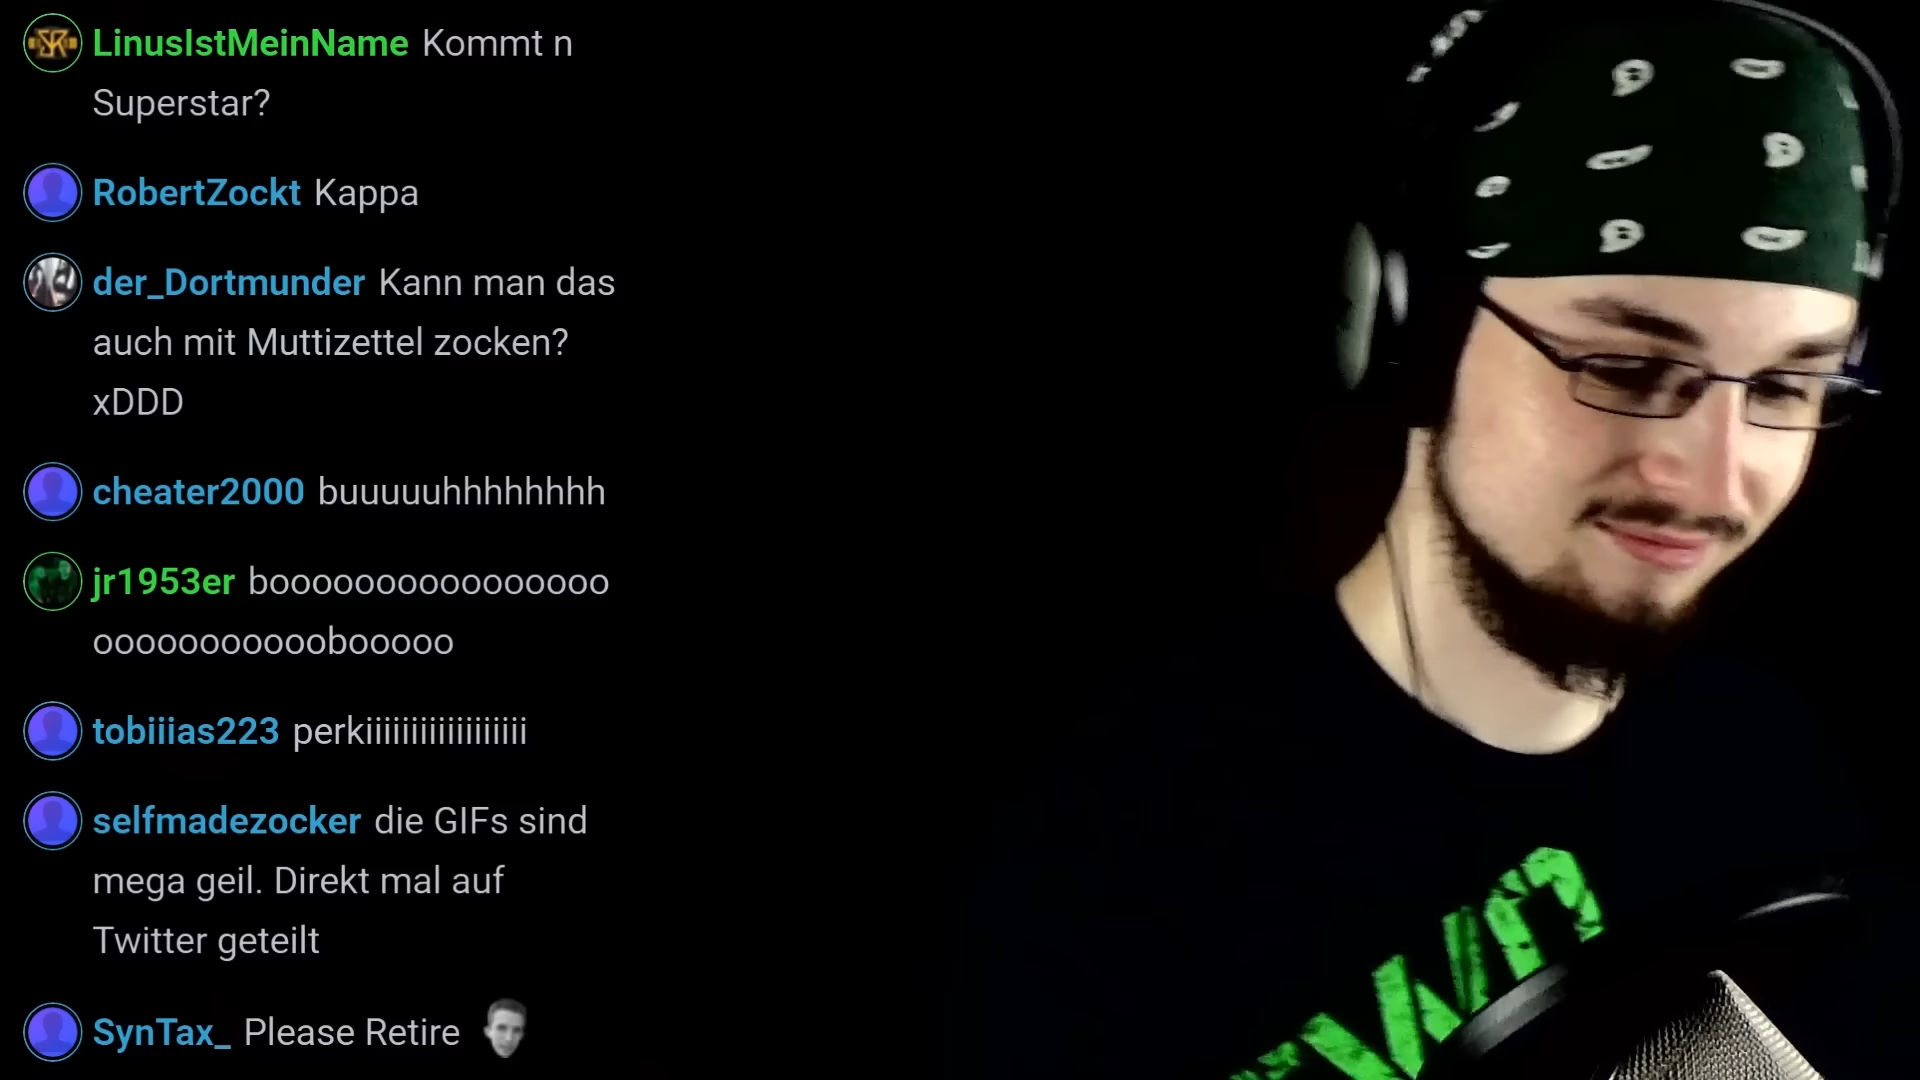 LinusIstMeinName Kommt n
Superstar?
RobertZockt Kappa
der_Dortmunder Kann man das
auch mit Muttizettel zocken?
xDDD
cheater2000 buuuuuhhhhhhhh
jr1953er boooooooooooooooo
ooooooooooobooooo
tobiiias223 perkiiiiiiiiiiiiiiiiii
selfmadezocker die GIFs sind
mega geil. Direkt mal auf
Twitter geteilt
SynTax_ Please Retire